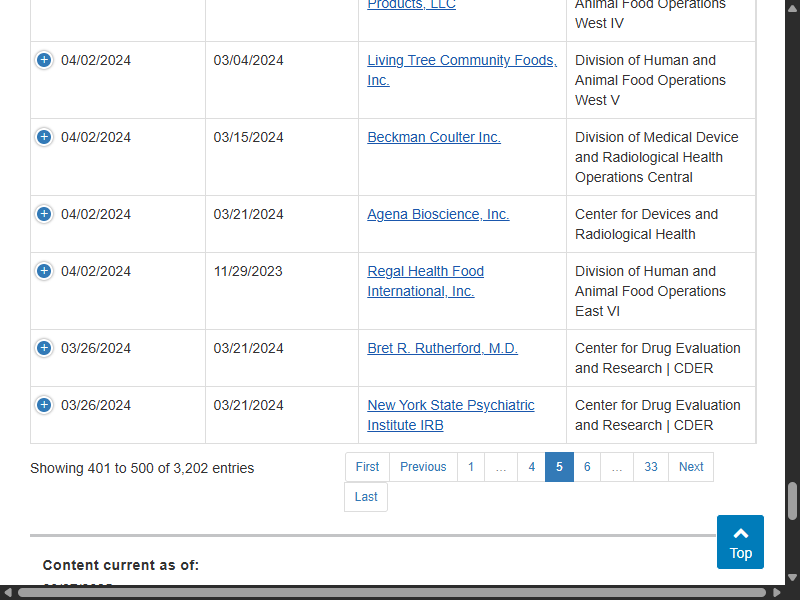 Products, LLC
Animal Food Operations
West IV
04/02/2024 03/04/2024 Living Tree Community Foods, Division of Human and
Inc. Animal Food Operations
West V
04/02/2024 03/15/2024 Beckman Coulter Inc. Division of Medical Device
and Radiological Health
Operations Central
04/02/2024 03/21/2024 Agena Bioscience, Inc. Center for Devices and
Radiological Health
04/02/2024 11/29/2023 Regal Health Food Division of Human and
International, Inc. Animal Food Operations
East VI
03/26/2024 03/21/2024 Bret R. Rutherford, M.D. Center for Drug Evaluation
and Research | CDER
03/26/2024 03/21/2024 New York State Psychiatric Center for Drug Evaluation
Institute IRB and Research | CDER
Showing 401 to 500 of 3,202 entries First Previous 1 … 4 5 6 … 33 Next
Last
Top
Content current as of: